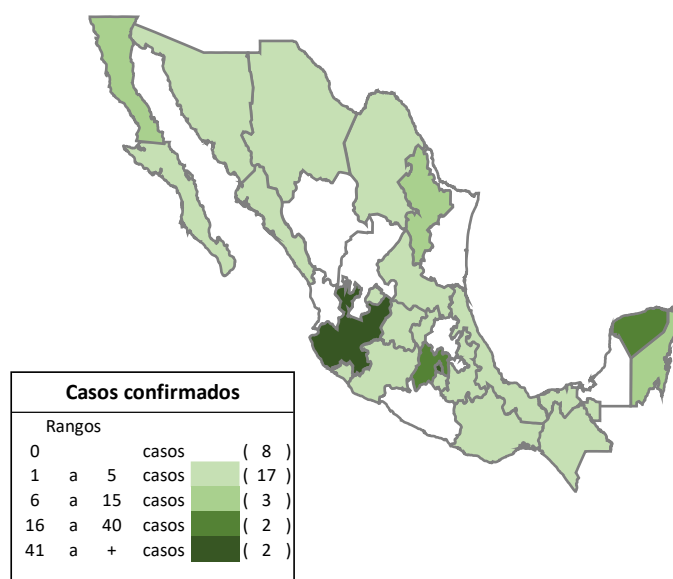 Casos confirmados
Rangos
0 casos ( 8 )
1 a 5 casos ( 17 )
6 a 15 casos ( 3 )
16 a 40 casos ( 2 )
41 a + casos ( 2 )